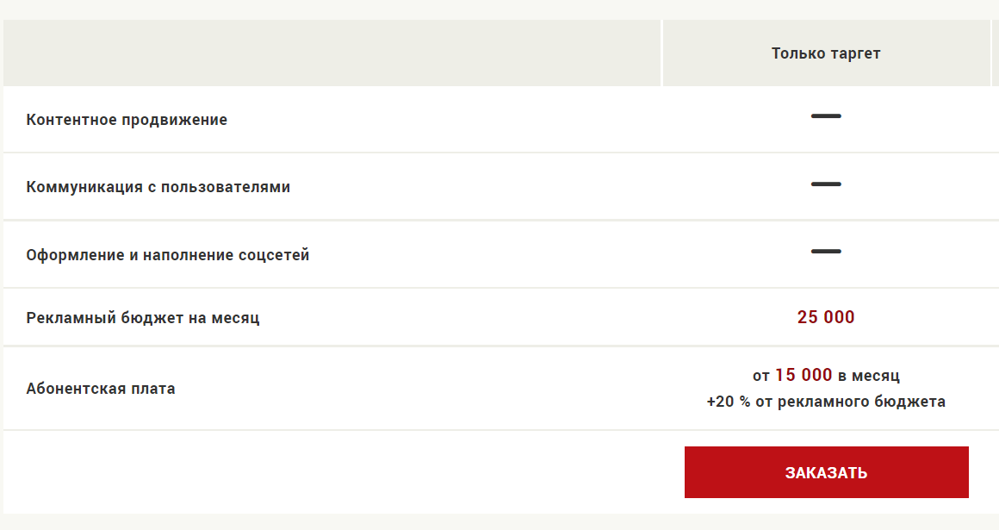 Только таргет
Контентное продвижение —
Коммуникация с пользователями —
Оформление и наполнение соцсетей —
Рекламный бюджет на месяц 25 000
Абонентская плата от 15 000 в месяц
+20 % от рекламного бюджета
ЗАКАЗАТЬ